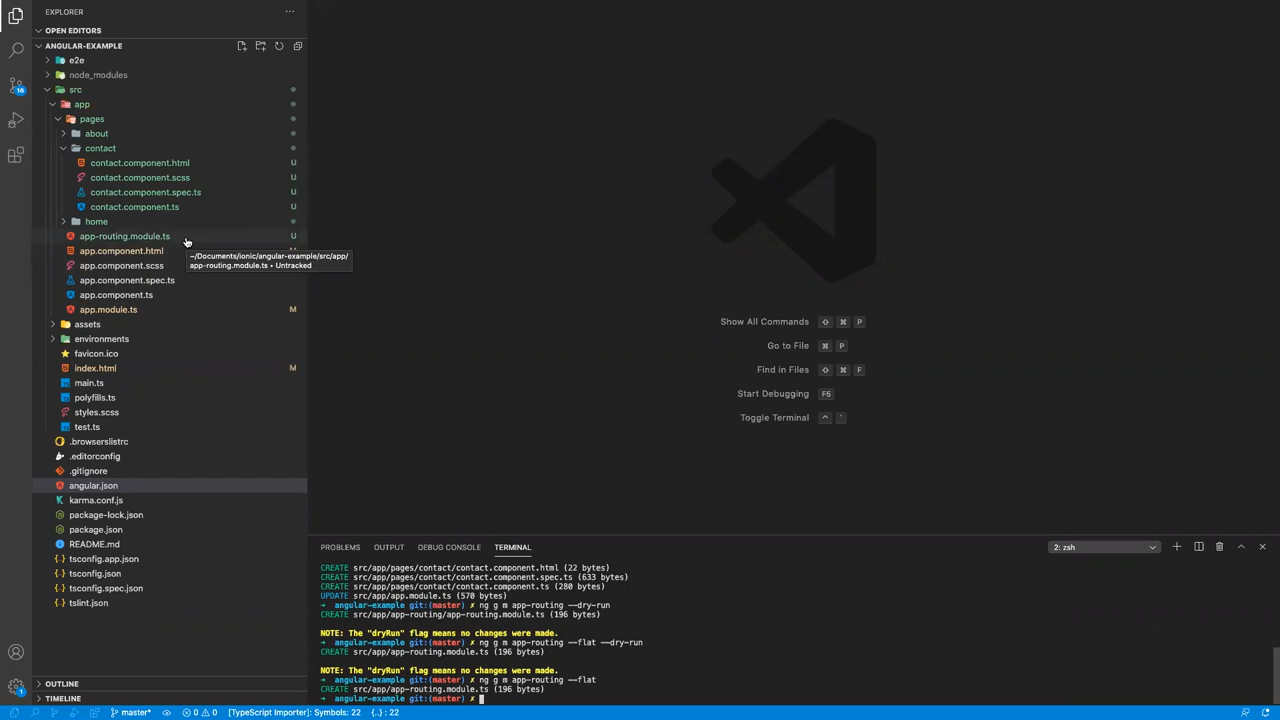 EXPLORER
OPEN EDITORS
ANGULAR-EXAMPLE
e2e
node_modules
src
app
pages
about
contact
contact.component.html U
contact.component.scss U
contact.component.spec.ts U
contact.component.ts U
home
app-routing.module.ts U
app.component.html
~/Documents/ionic/angular-example/src/app/
app-routing.module.ts • Untracked
app.component.scss
app.component.spec.ts
app.component.ts
app.module.ts M
assets
environments
favicon.ico
index.html M
main.ts
polyfills.ts
styles.scss
test.ts
.browserslistrc
.editorconfig
.gitignore
angular.json
karma.conf.js
package-lock.json
package.json
README.md
tsconfig.app.json
tsconfig.json
tsconfig.spec.json
tslint.json
OUTLINE
TIMELINE
16
1
Show All Commands ⇧ ⌘ P
Go to File ⌘ P
Find in Files ⇧ ⌘ F
Start Debugging F5
Toggle Terminal ^ `
PROBLEMS OUTPUT DEBUG CONSOLE TERMINAL 2: zsh
CREATE src/app/pages/contact/contact.component.html (22 bytes)
CREATE src/app/pages/contact/contact.component.spec.ts (633 bytes)
CREATE src/app/pages/contact/contact.component.ts (280 bytes)
UPDATE src/app/app.module.ts (570 bytes)
➜ angular-example git:(master) ✗ ng g m app-routing --dry-run
CREATE src/app/app-routing/app-routing.module.ts (196 bytes)
NOTE: The "dryRun" flag means no changes were made.
➜ angular-example git:(master) ✗ ng g m app-routing --flat --dry-run
CREATE src/app/app-routing.module.ts (196 bytes)
NOTE: The "dryRun" flag means no changes were made.
➜ angular-example git:(master) ✗ ng g m app-routing --flat
CREATE src/app/app-routing.module.ts (196 bytes)
➜ angular-example git:(master) ✗
master* 0 0 [TypeScript Importer]: Symbols: 22 {..} : 22